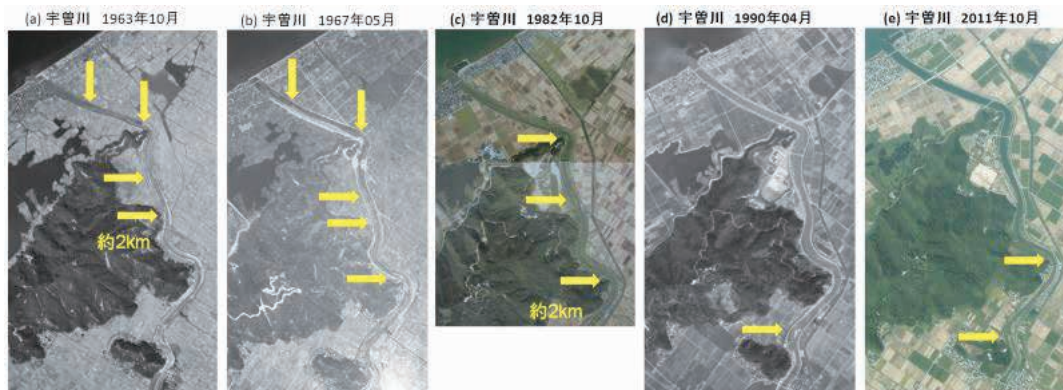 (a) 宇曽川 1963年10月
(b) 宇曽川 1967年05月
(c) 宇曽川 1982年10月
(d) 宇曽川 1990年04月
(e) 宇曽川 2011年10月
約2km
約2km